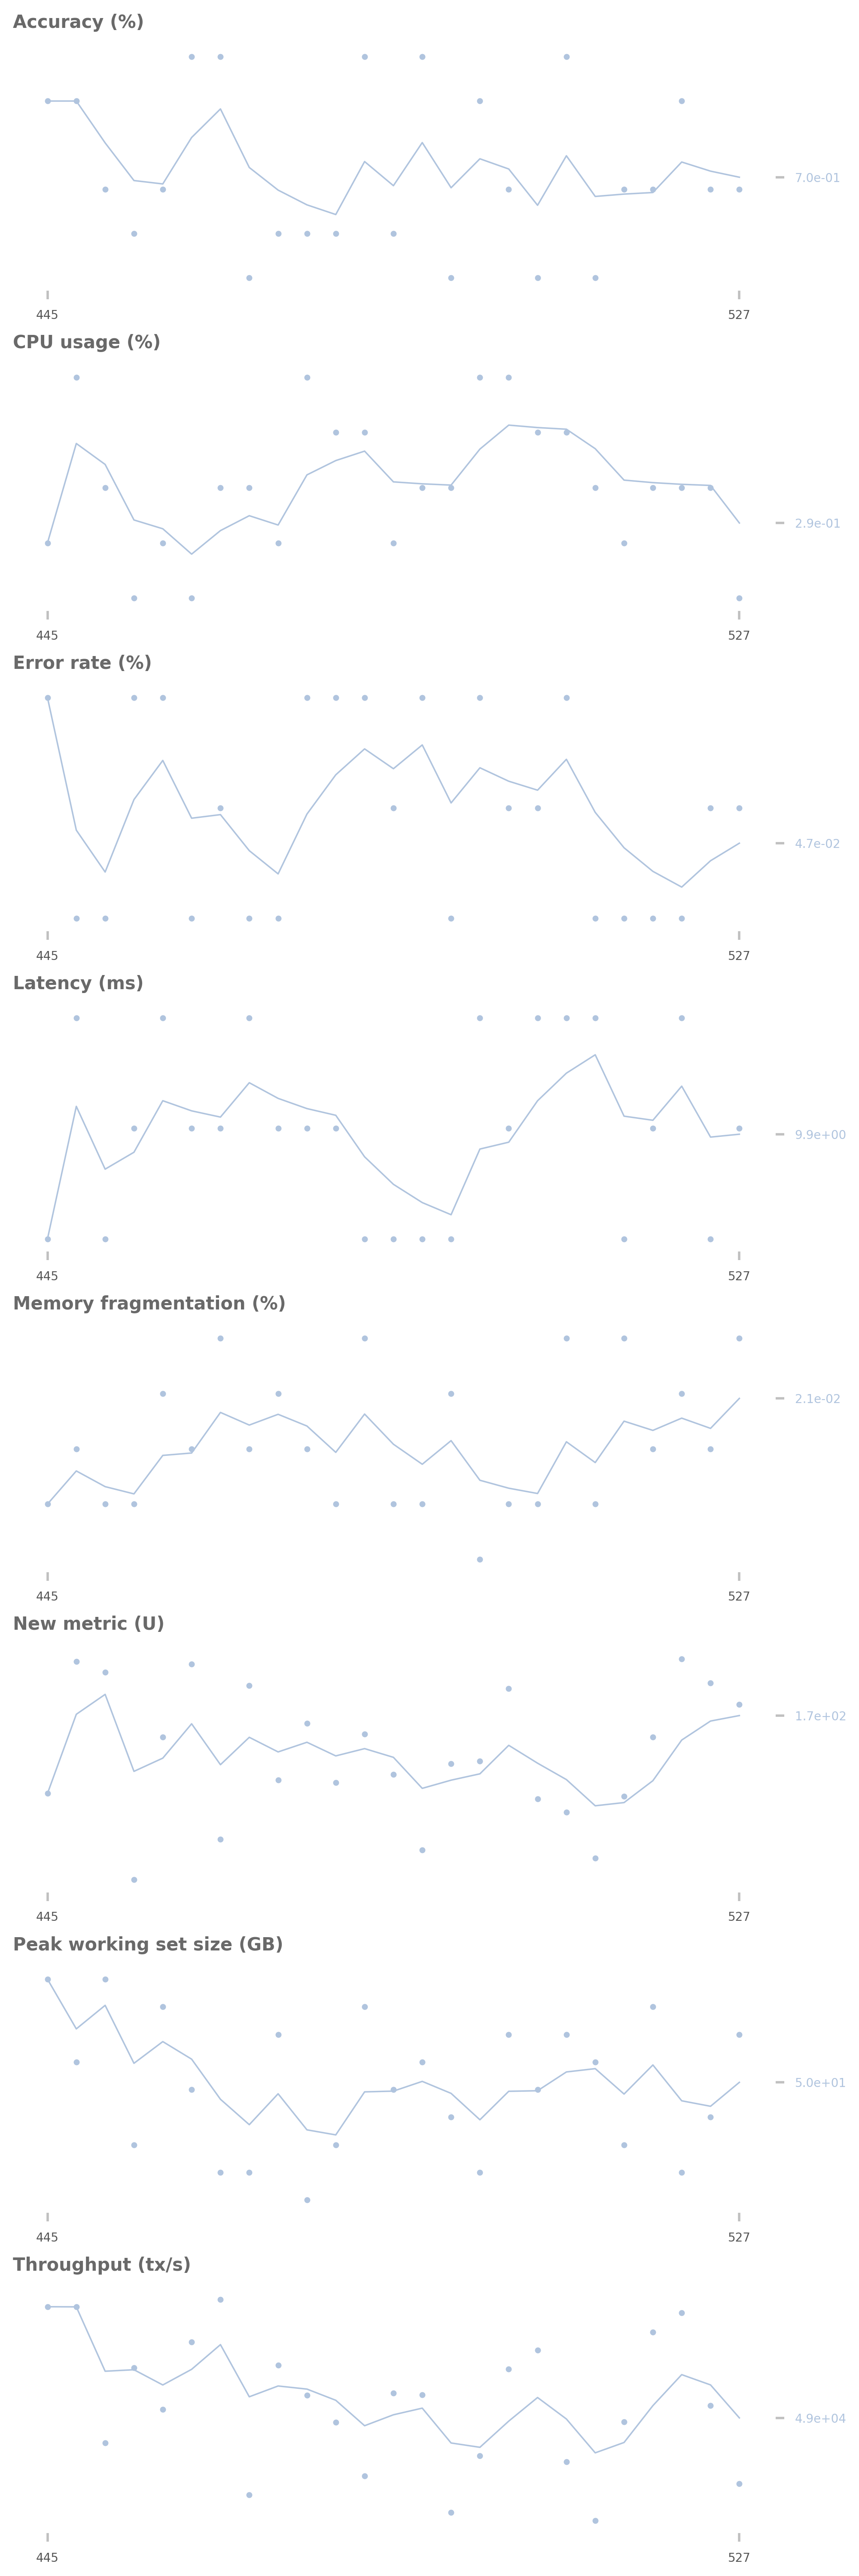 Accuracy (%)
7.0e-01
445 527
CPU usage (%)
2.9e-01
445 527
Error rate (%)
4.7e-02
445 527
Latency (ms)
9.9e+00
445 527
Memory fragmentation (%)
2.1e-02
445 527
New metric (U)
1.7e+02
445 527
Peak working set size (GB)
5.0e+01
445 527
Throughput (tx/s)
4.9e+04
445 527